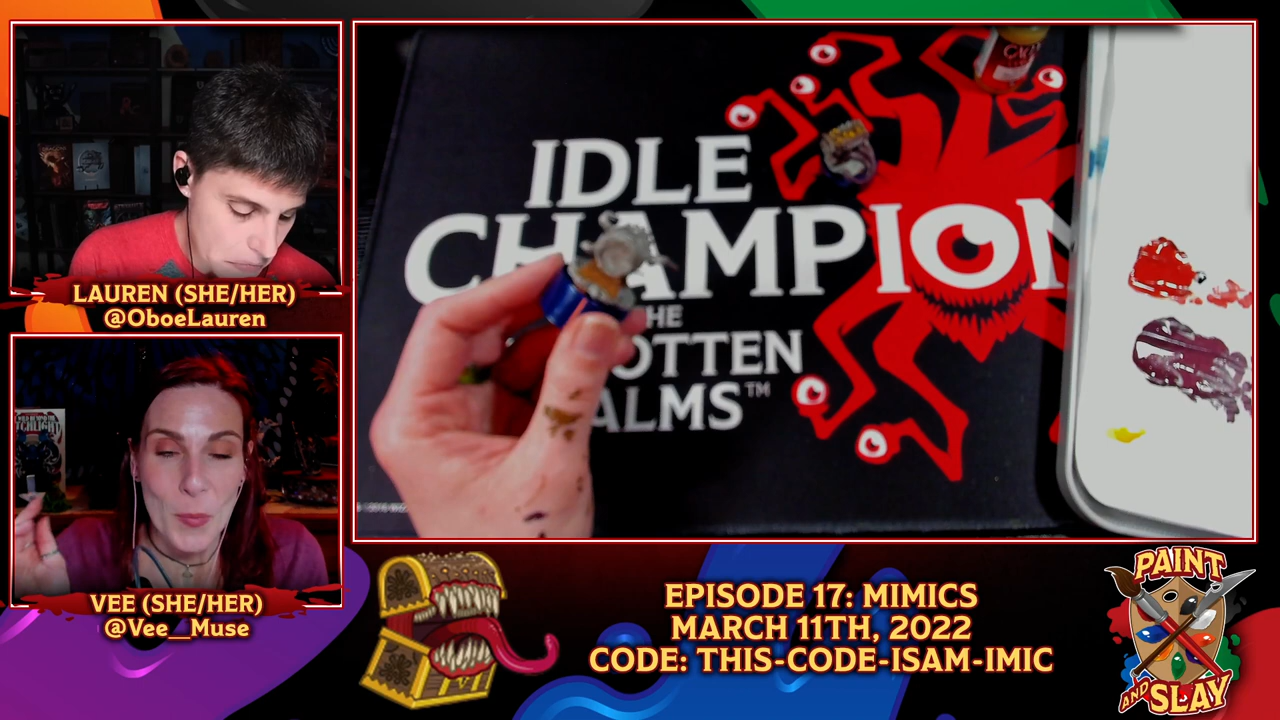 LAUREN (SHE/HER)
@OboeLauren
VEE (SHE/HER)
@Vee__Muse
IDLE
CHAMPION
THE
OTTEN
ALMS™
EPISODE 17: MIMICS
MARCH 11TH, 2022
CODE: THIS-CODE-ISAM-IMIC
PAINT
AND SLAY